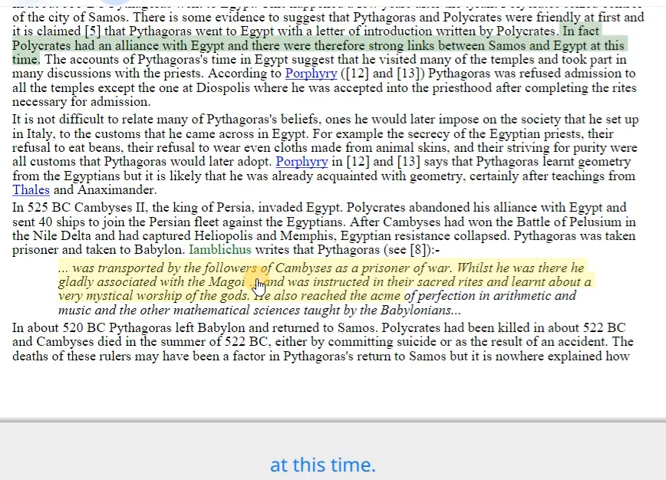 of the city of Samos. There is some evidence to suggest that Pythagoras and Polycrates were friendly at first and
it is claimed [5] that Pythagoras went to Egypt with a letter of introduction written by Polycrates. In fact
Polycrates had an alliance with Egypt and there were therefore strong links between Samos and Egypt at this
time. The accounts of Pythagoras's time in Egypt suggest that he visited many of the temples and took part in
many discussions with the priests. According to Porphyry ([12] and [13]) Pythagoras was refused admission to
all the temples except the one at Diospolis where he was accepted into the priesthood after completing the rites
necessary for admission.
It is not difficult to relate many of Pythagoras's beliefs, ones he would later impose on the society that he set up
in Italy, to the customs that he came across in Egypt. For example the secrecy of the Egyptian priests, their
refusal to eat beans, their refusal to wear even cloths made from animal skins, and their striving for purity were
all customs that Pythagoras would later adopt. Porphyry in [12] and [13] says that Pythagoras learnt geometry
from the Egyptians but it is likely that he was already acquainted with geometry, certainly after teachings from
Thales and Anaximander.
In 525 BC Cambyses II, the king of Persia, invaded Egypt. Polycrates abandoned his alliance with Egypt and
sent 40 ships to join the Persian fleet against the Egyptians. After Cambyses had won the Battle of Pelusium in
the Nile Delta and had captured Heliopolis and Memphis, Egyptian resistance collapsed. Pythagoras was taken
prisoner and taken to Babylon. Iamblichus writes that Pythagoras (see [8]):-
... was transported by the followers of Cambyses as a prisoner of war. Whilst he was there he
gladly associated with the Magoi ... and was instructed in their sacred rites and learnt about a
very mystical worship of the gods. He also reached the acme of perfection in arithmetic and
music and the other mathematical sciences taught by the Babylonians...
In about 520 BC Pythagoras left Babylon and returned to Samos. Polycrates had been killed in about 522 BC
and Cambyses died in the summer of 522 BC, either by committing suicide or as the result of an accident. The
deaths of these rulers may have been a factor in Pythagoras's return to Samos but it is nowhere explained how
at this time.